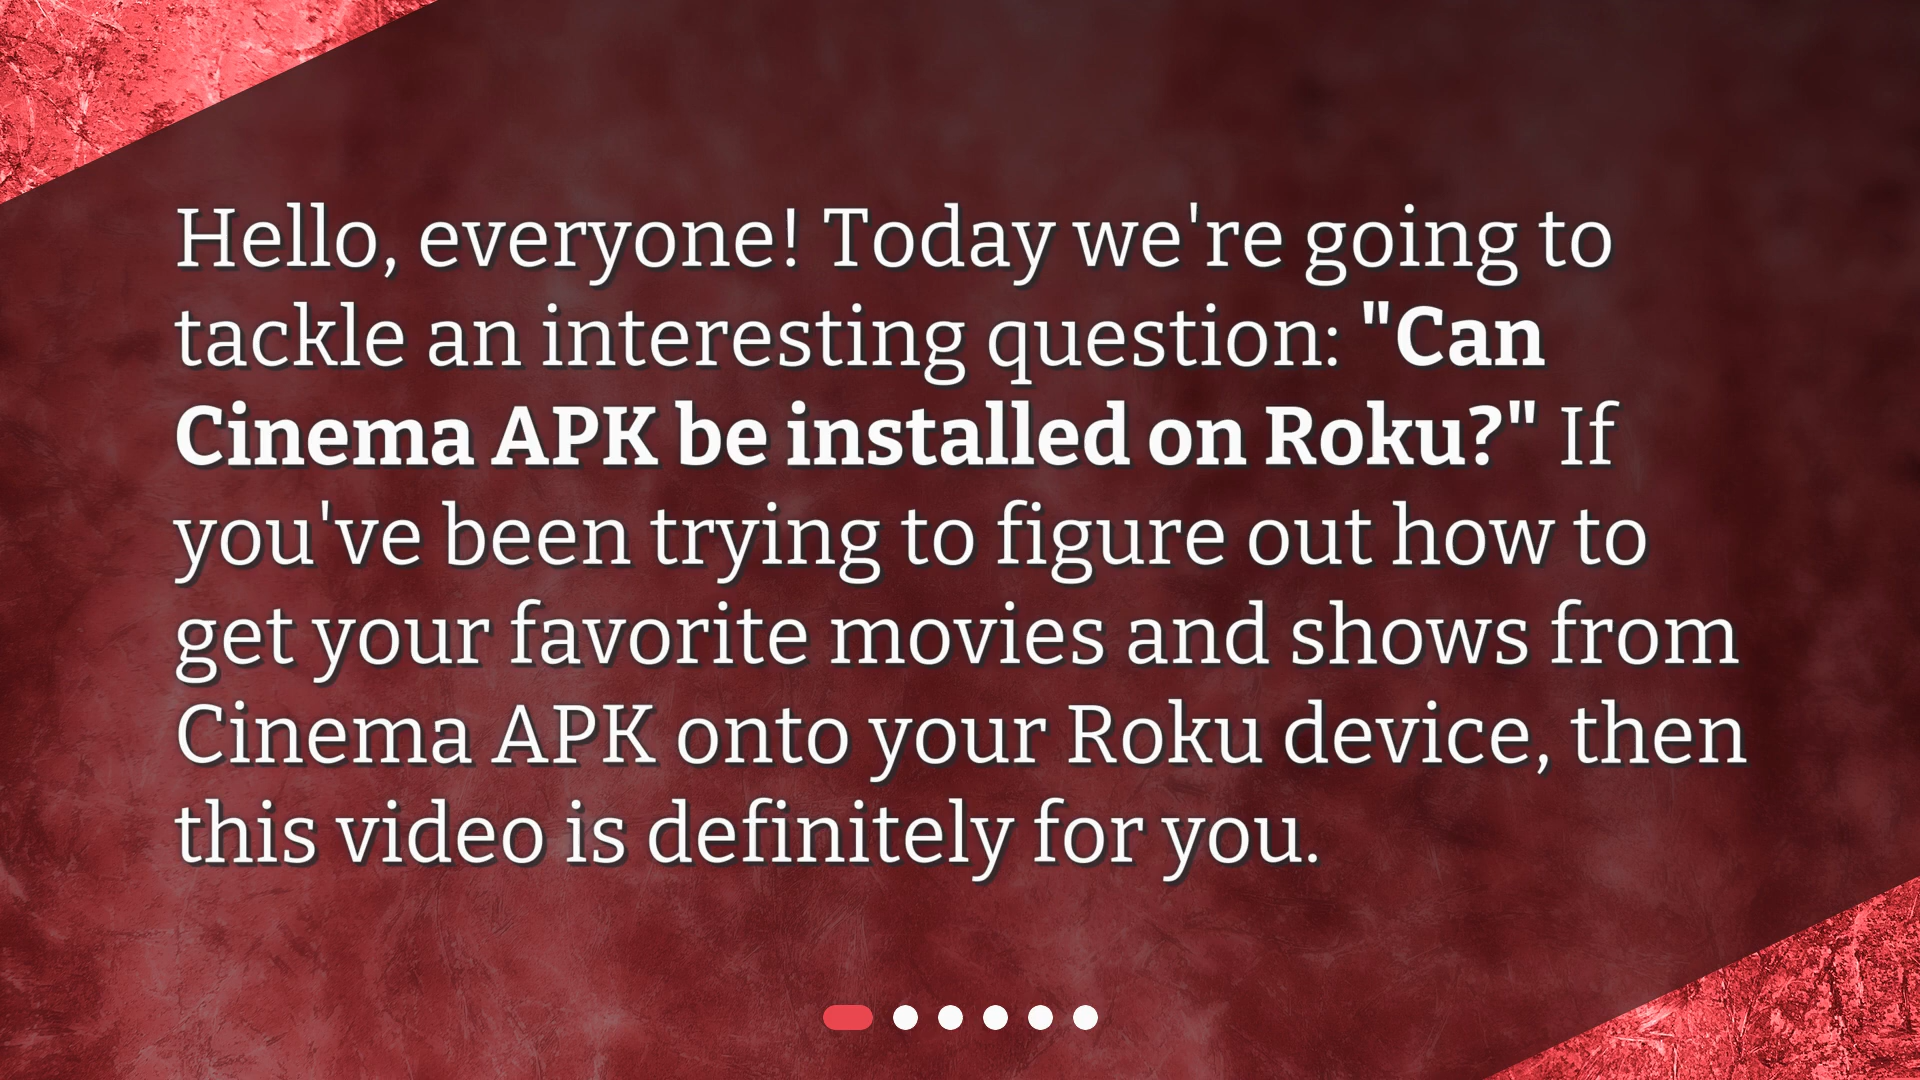 Hello, everyone! Today we're going to
tackle an interesting question: "Can
Cinema APK be installed on Roku?" If
you've been trying to figure out how to
get your favorite movies and shows from
Cinema APK onto your Roku device, then
this video is definitely for you.